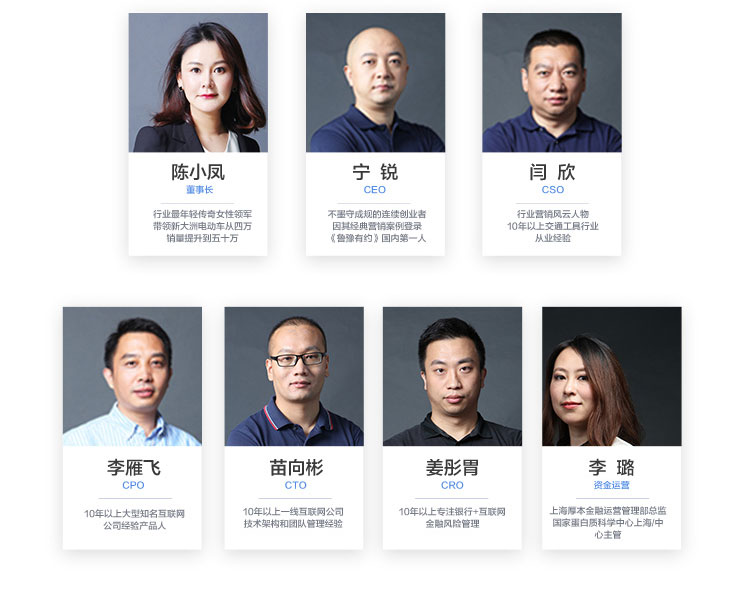 陈小凤
董事长
行业最年轻传奇女性领军
带领新大洲电动车从四万
销量提升到五十万
宁 锐
CEO
不墨守成规的连续创业者
因其经典营销案例登录
《鲁豫有约》国内第一人
闫 欣
CSO
行业营销风云人物
10年以上交通工具行业
从业经验
李雁飞
CPO
10年以上大型知名互联网
公司经验产品人
苗向彬
CTO
10年以上一线互联网公司
技术架构和团队管理经验
姜彤胄
CRO
10年以上专注银行+互联网
金融风险管理
李 璐
资金运营
上海厚本金融运营管理部总监
国家蛋白质科学中心上海/中
心主管